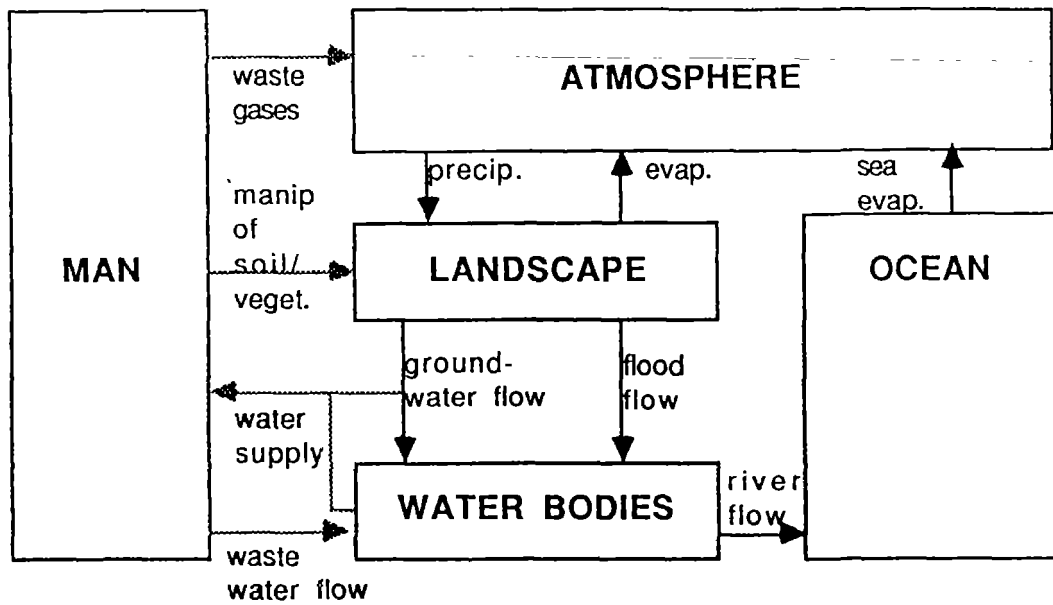 ATMOSPHERE
waste
gases
precip.
evap.
sea
evap.
manip
of
soil/
veget.
MAN
LANDSCAPE
OCEAN
ground-
water flow
flood
flow
water
supply
WATER BODIES
river
flow
waste
water flow